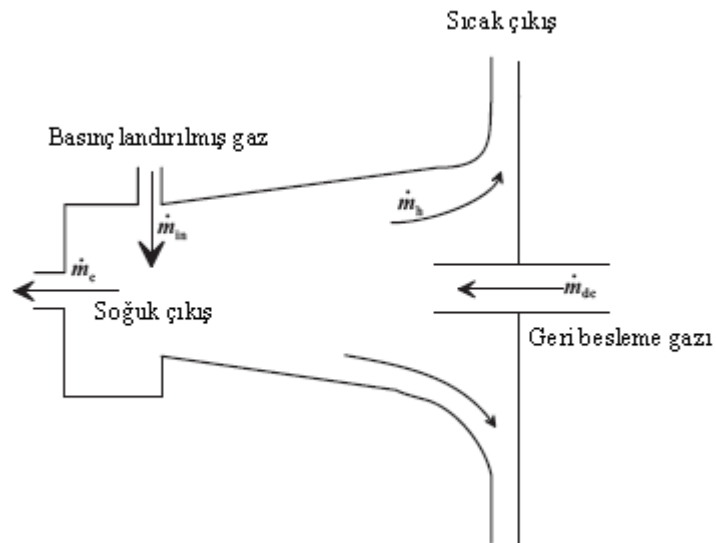 Sıcak çıkış
Basınçlandırılmış gaz
ṁh
ṁin
ṁc
ṁdc
Soğuk çıkış
Geri besleme gazı